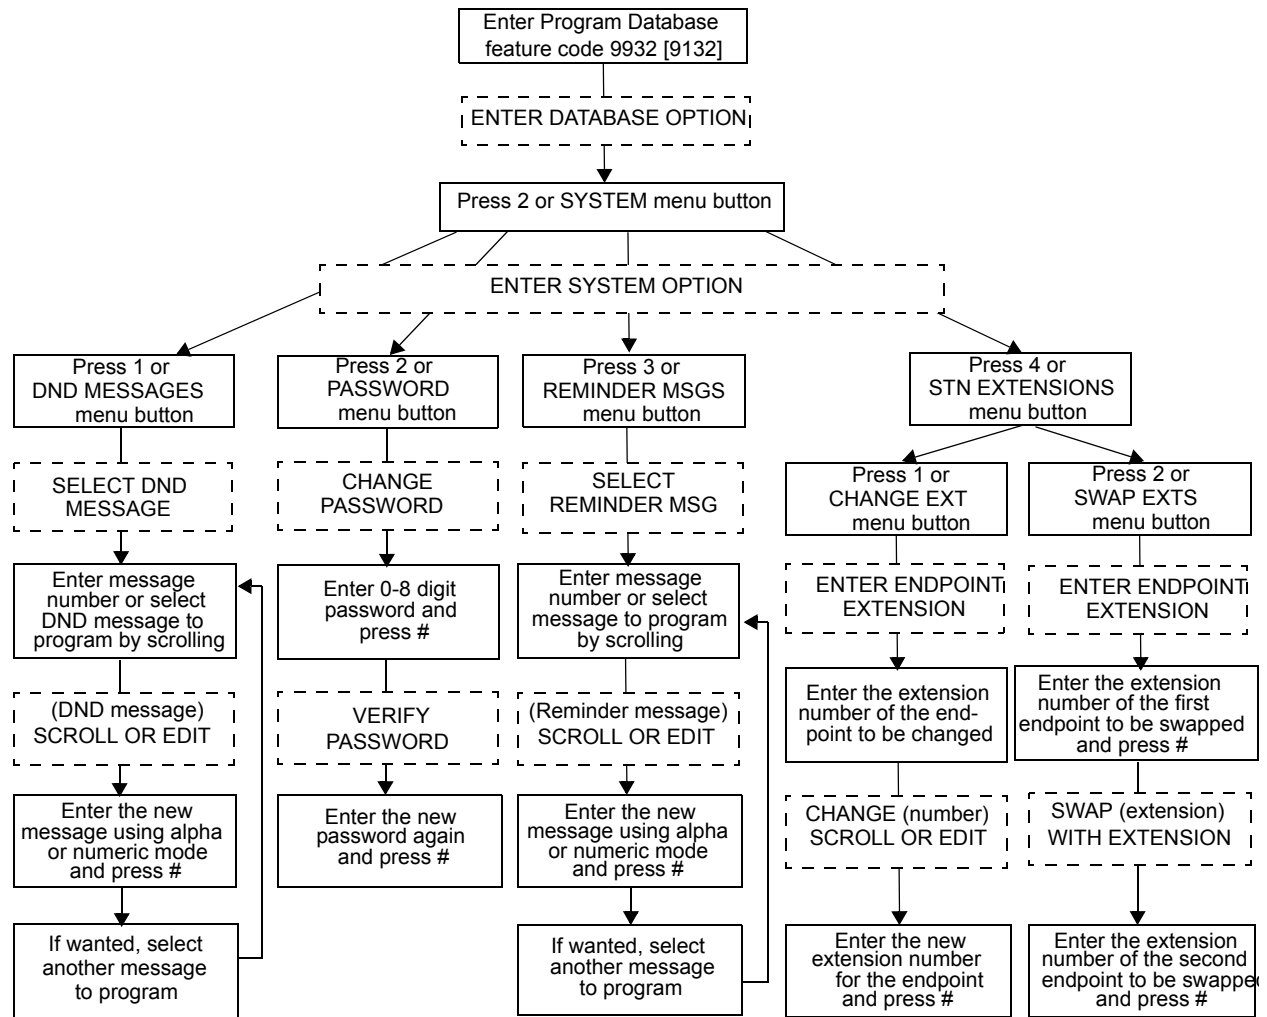 Enter Program Database
feature code 9932 [9132]
ENTER DATABASE OPTION
Press 2 or SYSTEM menu button
ENTER SYSTEM OPTION
Press 1 or
DND MESSAGES
menu button
Press 2 or
PASSWORD
menu button
Press 3 or
REMINDER MSGS
menu button
Press 4 or
STN EXTENSIONS
menu button
SELECT DND
MESSAGE
CHANGE
PASSWORD
SELECT
REMINDER MSG
Press 1 or
CHANGE EXT
menu button
Press 2 or
SWAP EXTS
menu button
Enter message
number or select
DND message to
program by scrolling
Enter 0-8 digit
password and
press #
Enter message
number or select
message to program
by scrolling
ENTER ENDPOINT
EXTENSION
ENTER ENDPOINT
EXTENSION
(DND message)
SCROLL OR EDIT
VERIFY
PASSWORD
(Reminder message)
SCROLL OR EDIT
Enter the extension
number of the end-
point to be changed
Enter the extension
number of the first
endpoint to be swapped
and press #
Enter the new
message using alpha
or numeric mode
and press #
Enter the new
password again
and press #
Enter the new
message using alpha
or numeric mode
and press #
CHANGE (number)
SCROLL OR EDIT
SWAP (extension)
WITH EXTENSION
If wanted, select
another message
to program
If wanted, select
another message
to program
Enter the new
extension number
for the endpoint
and press #
Enter the extension
number of the second
endpoint to be swapped
and press #